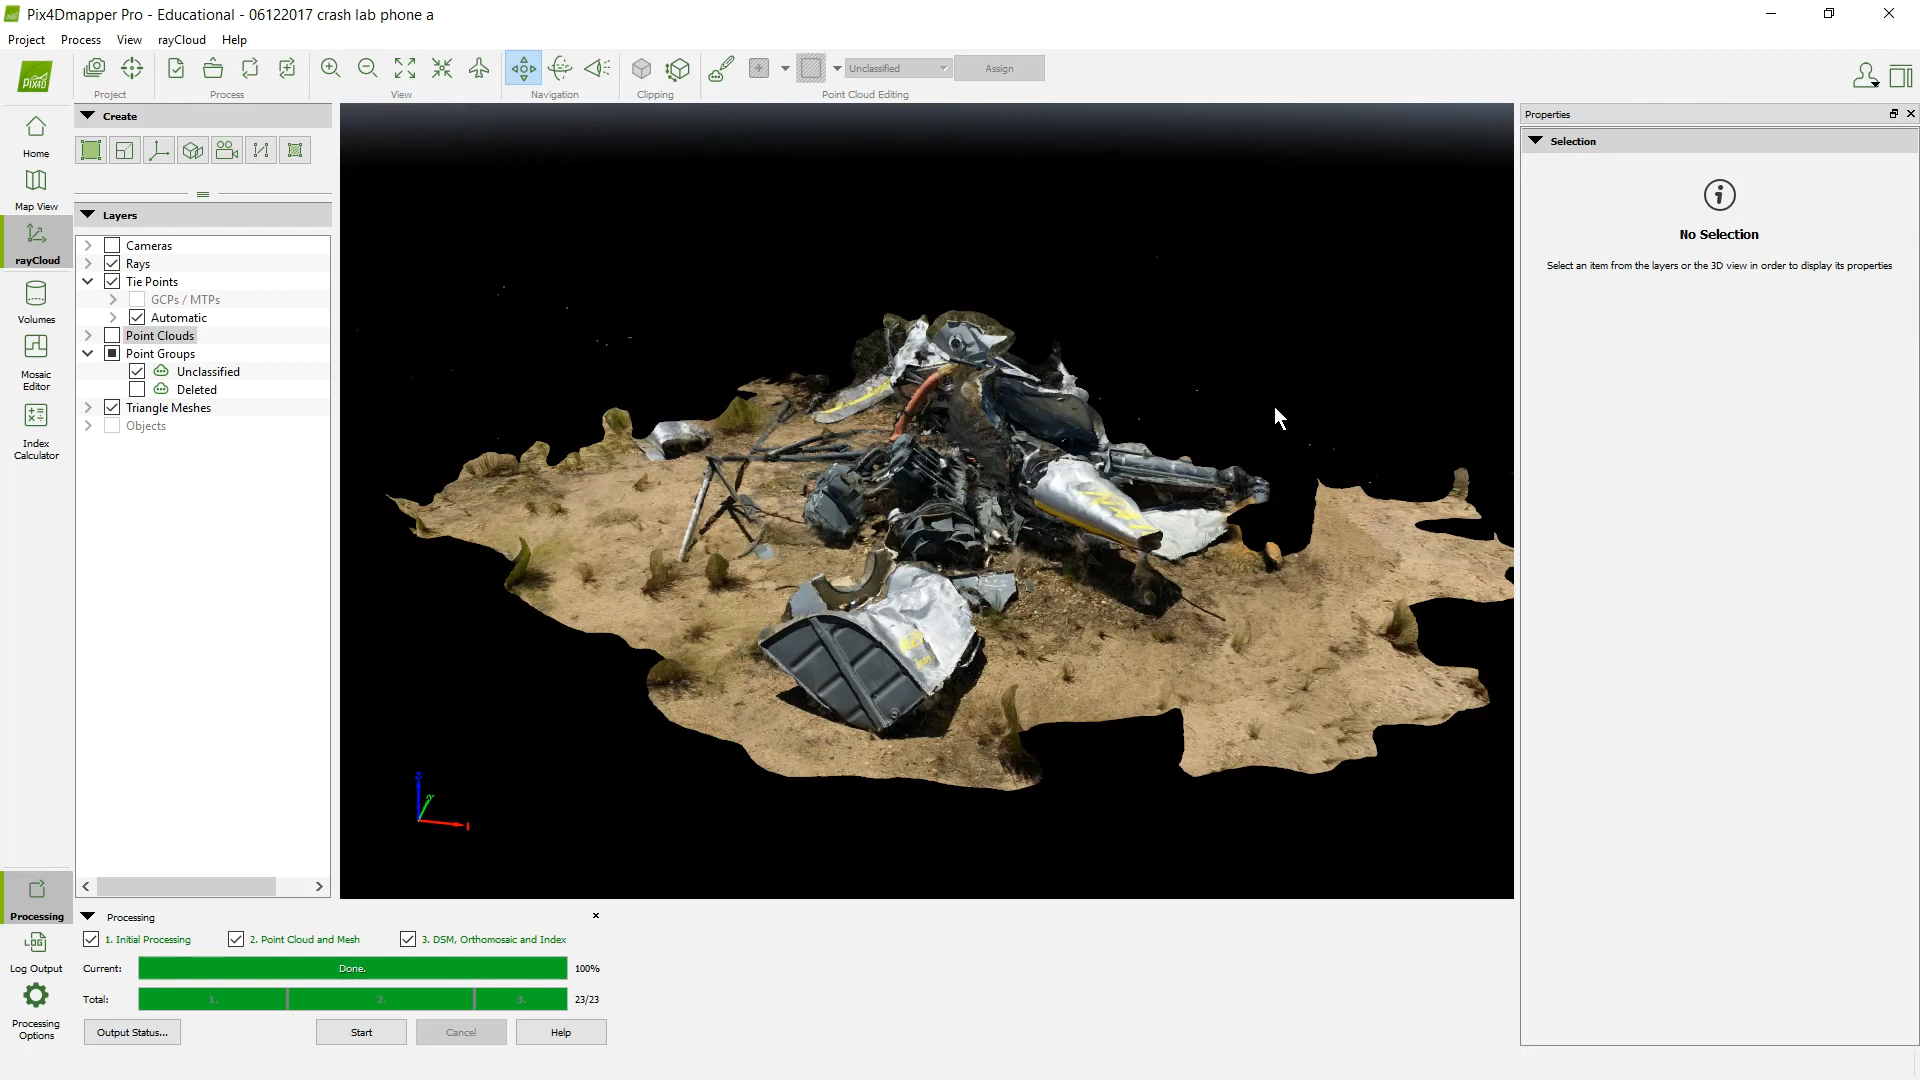 Pix4Dmapper Pro - Educational - 06122017 crash lab phone a
Project Process View rayCloud Help
PIX4D
Unclassified
Assign
Project
Process
View
Navigation
Clipping
Point Cloud Editing
Create
Home
Map View
rayCloud
Volumes
Mosaic
Editor
Index
Calculator
Layers
Cameras
Rays
Tie Points
GCPs / MTPs
Automatic
Point Clouds
Point Groups
Unclassified
Deleted
Triangle Meshes
Objects
Properties
Selection
No Selection
Select an item from the layers or the 3D view in order to display its properties
Processing
LOG
Log Output
Processing
Options
Processing
1. Initial Processing
2. Point Cloud and Mesh
3. DSM, Orthomosaic and Index
Current:
Done.
100%
Total:
1.
2.
3.
23/23
Output Status...
Start
Cancel
Help